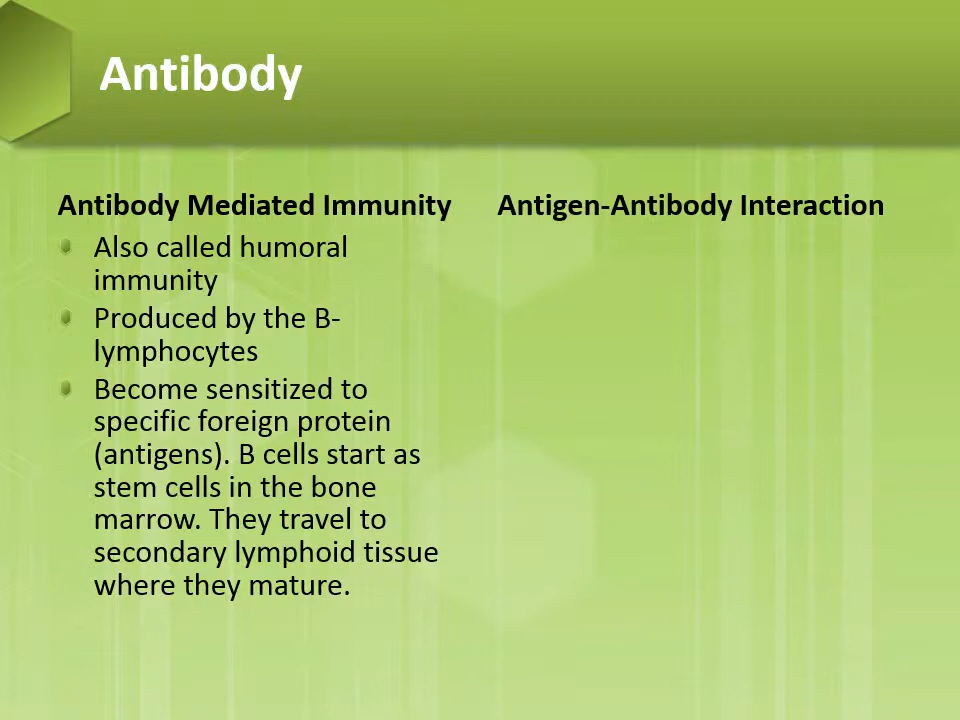 Antibody
Antibody Mediated Immunity
Also called humoral
immunity
Produced by the B-
lymphocytes
Become sensitized to
specific foreign protein
(antigens). B cells start as
stem cells in the bone
marrow. They travel to
secondary lymphoid tissue
where they mature.
Antigen-Antibody Interaction